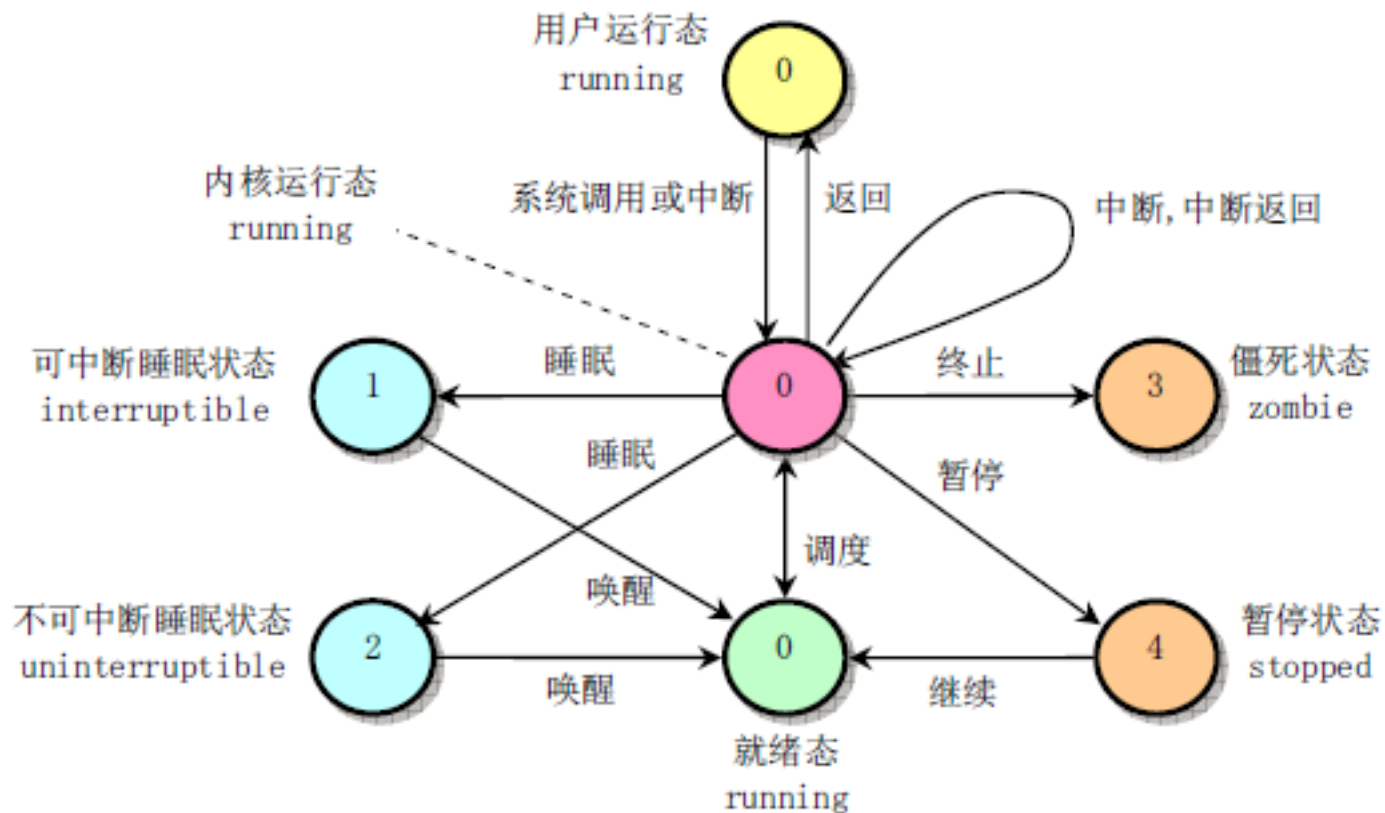 用户运行态
running
0
内核运行态
running
系统调用或中断
返回
中断,中断返回
可中断睡眠状态
interruptible
1
睡眠
0
终止
3
僵死状态
zombie
睡眠
暂停
调度
唤醒
不可中断睡眠状态
uninterruptible
2
唤醒
0
继续
4
暂停状态
stopped
就绪态
running